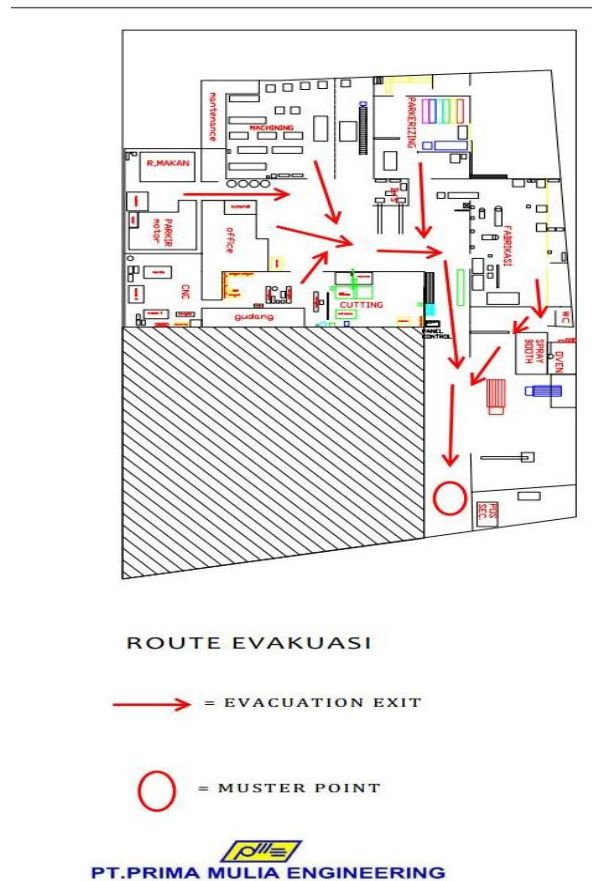 maintenance
MACHINING
PARKERIZING
R,MAKAN
PARKIR
motor
office
FABRIKASI
CNC
CUTTING
gudang
PANEL
CONTROL
WC
SPRAY
BOOTH
OVEN
POS
SEC.
ROUTE EVAKUASI
= EVACUATION EXIT
= MUSTER POINT
PT.PRIMA MULIA ENGINEERING